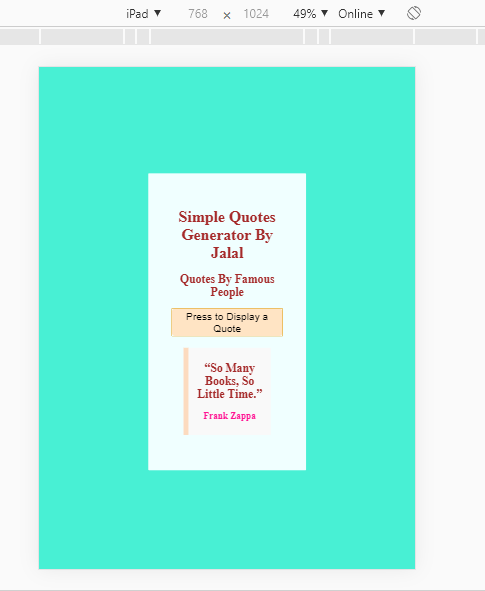 iPad ▼ 768 × 1024 49% ▼ Online ▼
Simple Quotes
Generator By
Jalal
Quotes By Famous
People
Press to Display a
Quote
“So Many
Books, So
Little Time.”
Frank Zappa